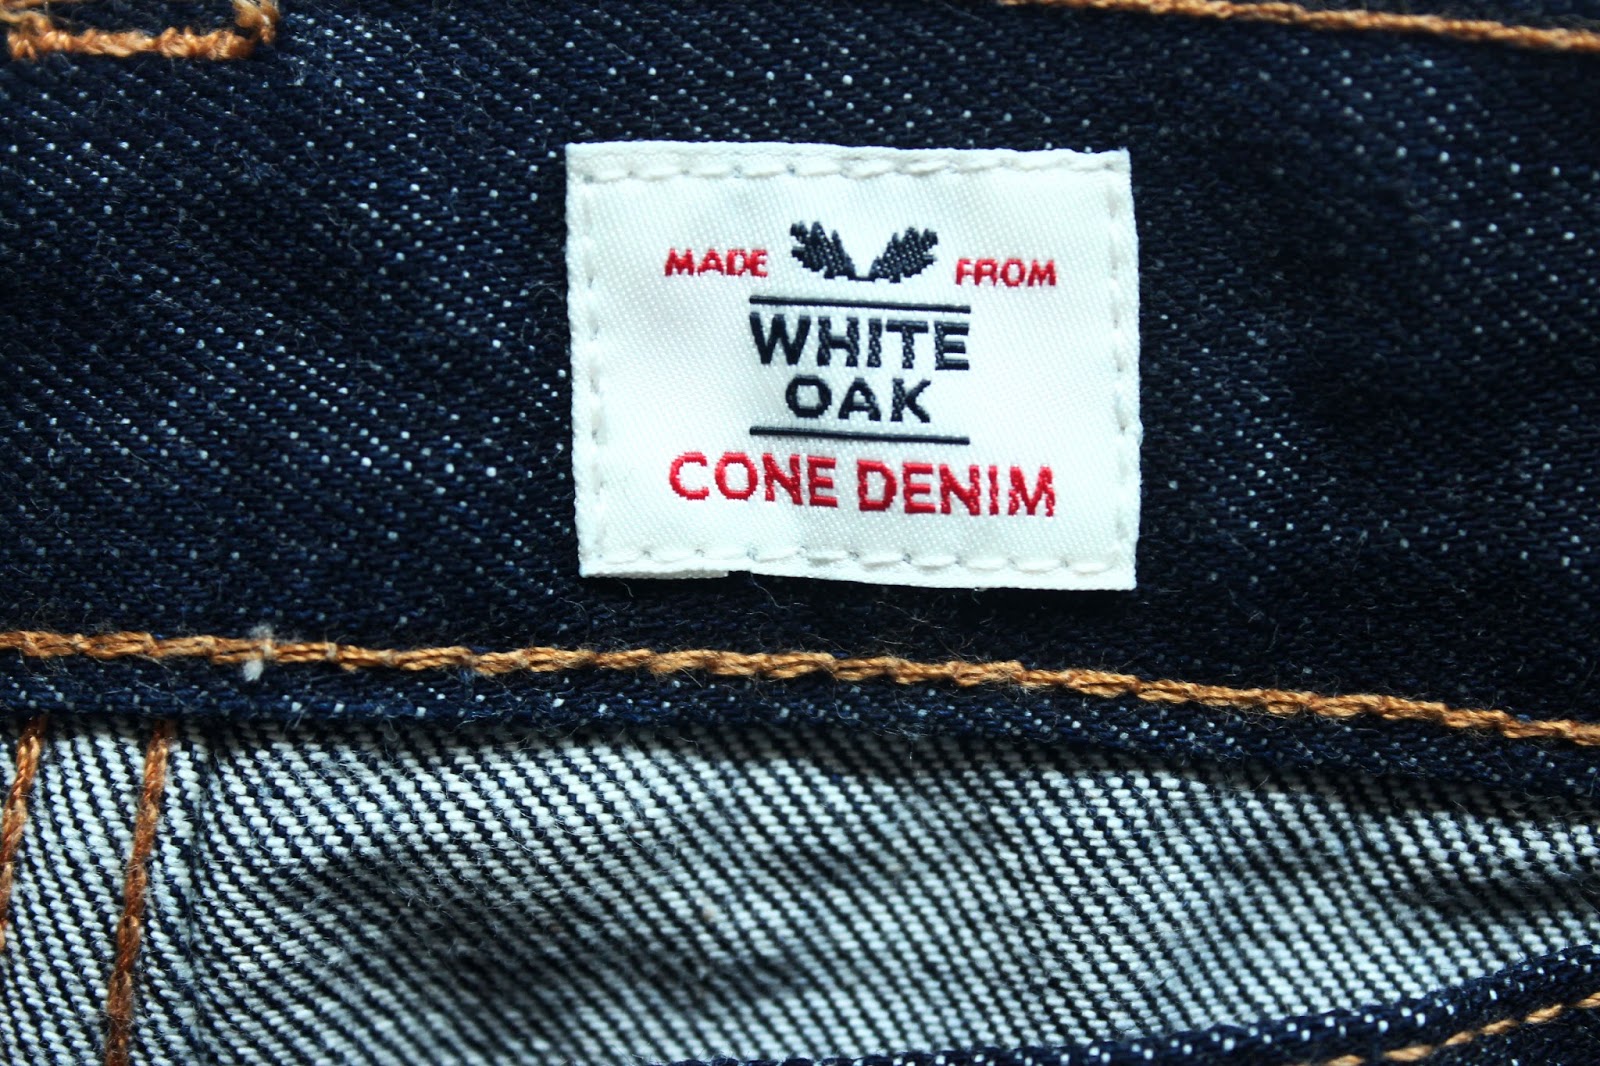 MADE FROM
WHITE
OAK
CONE DENIM